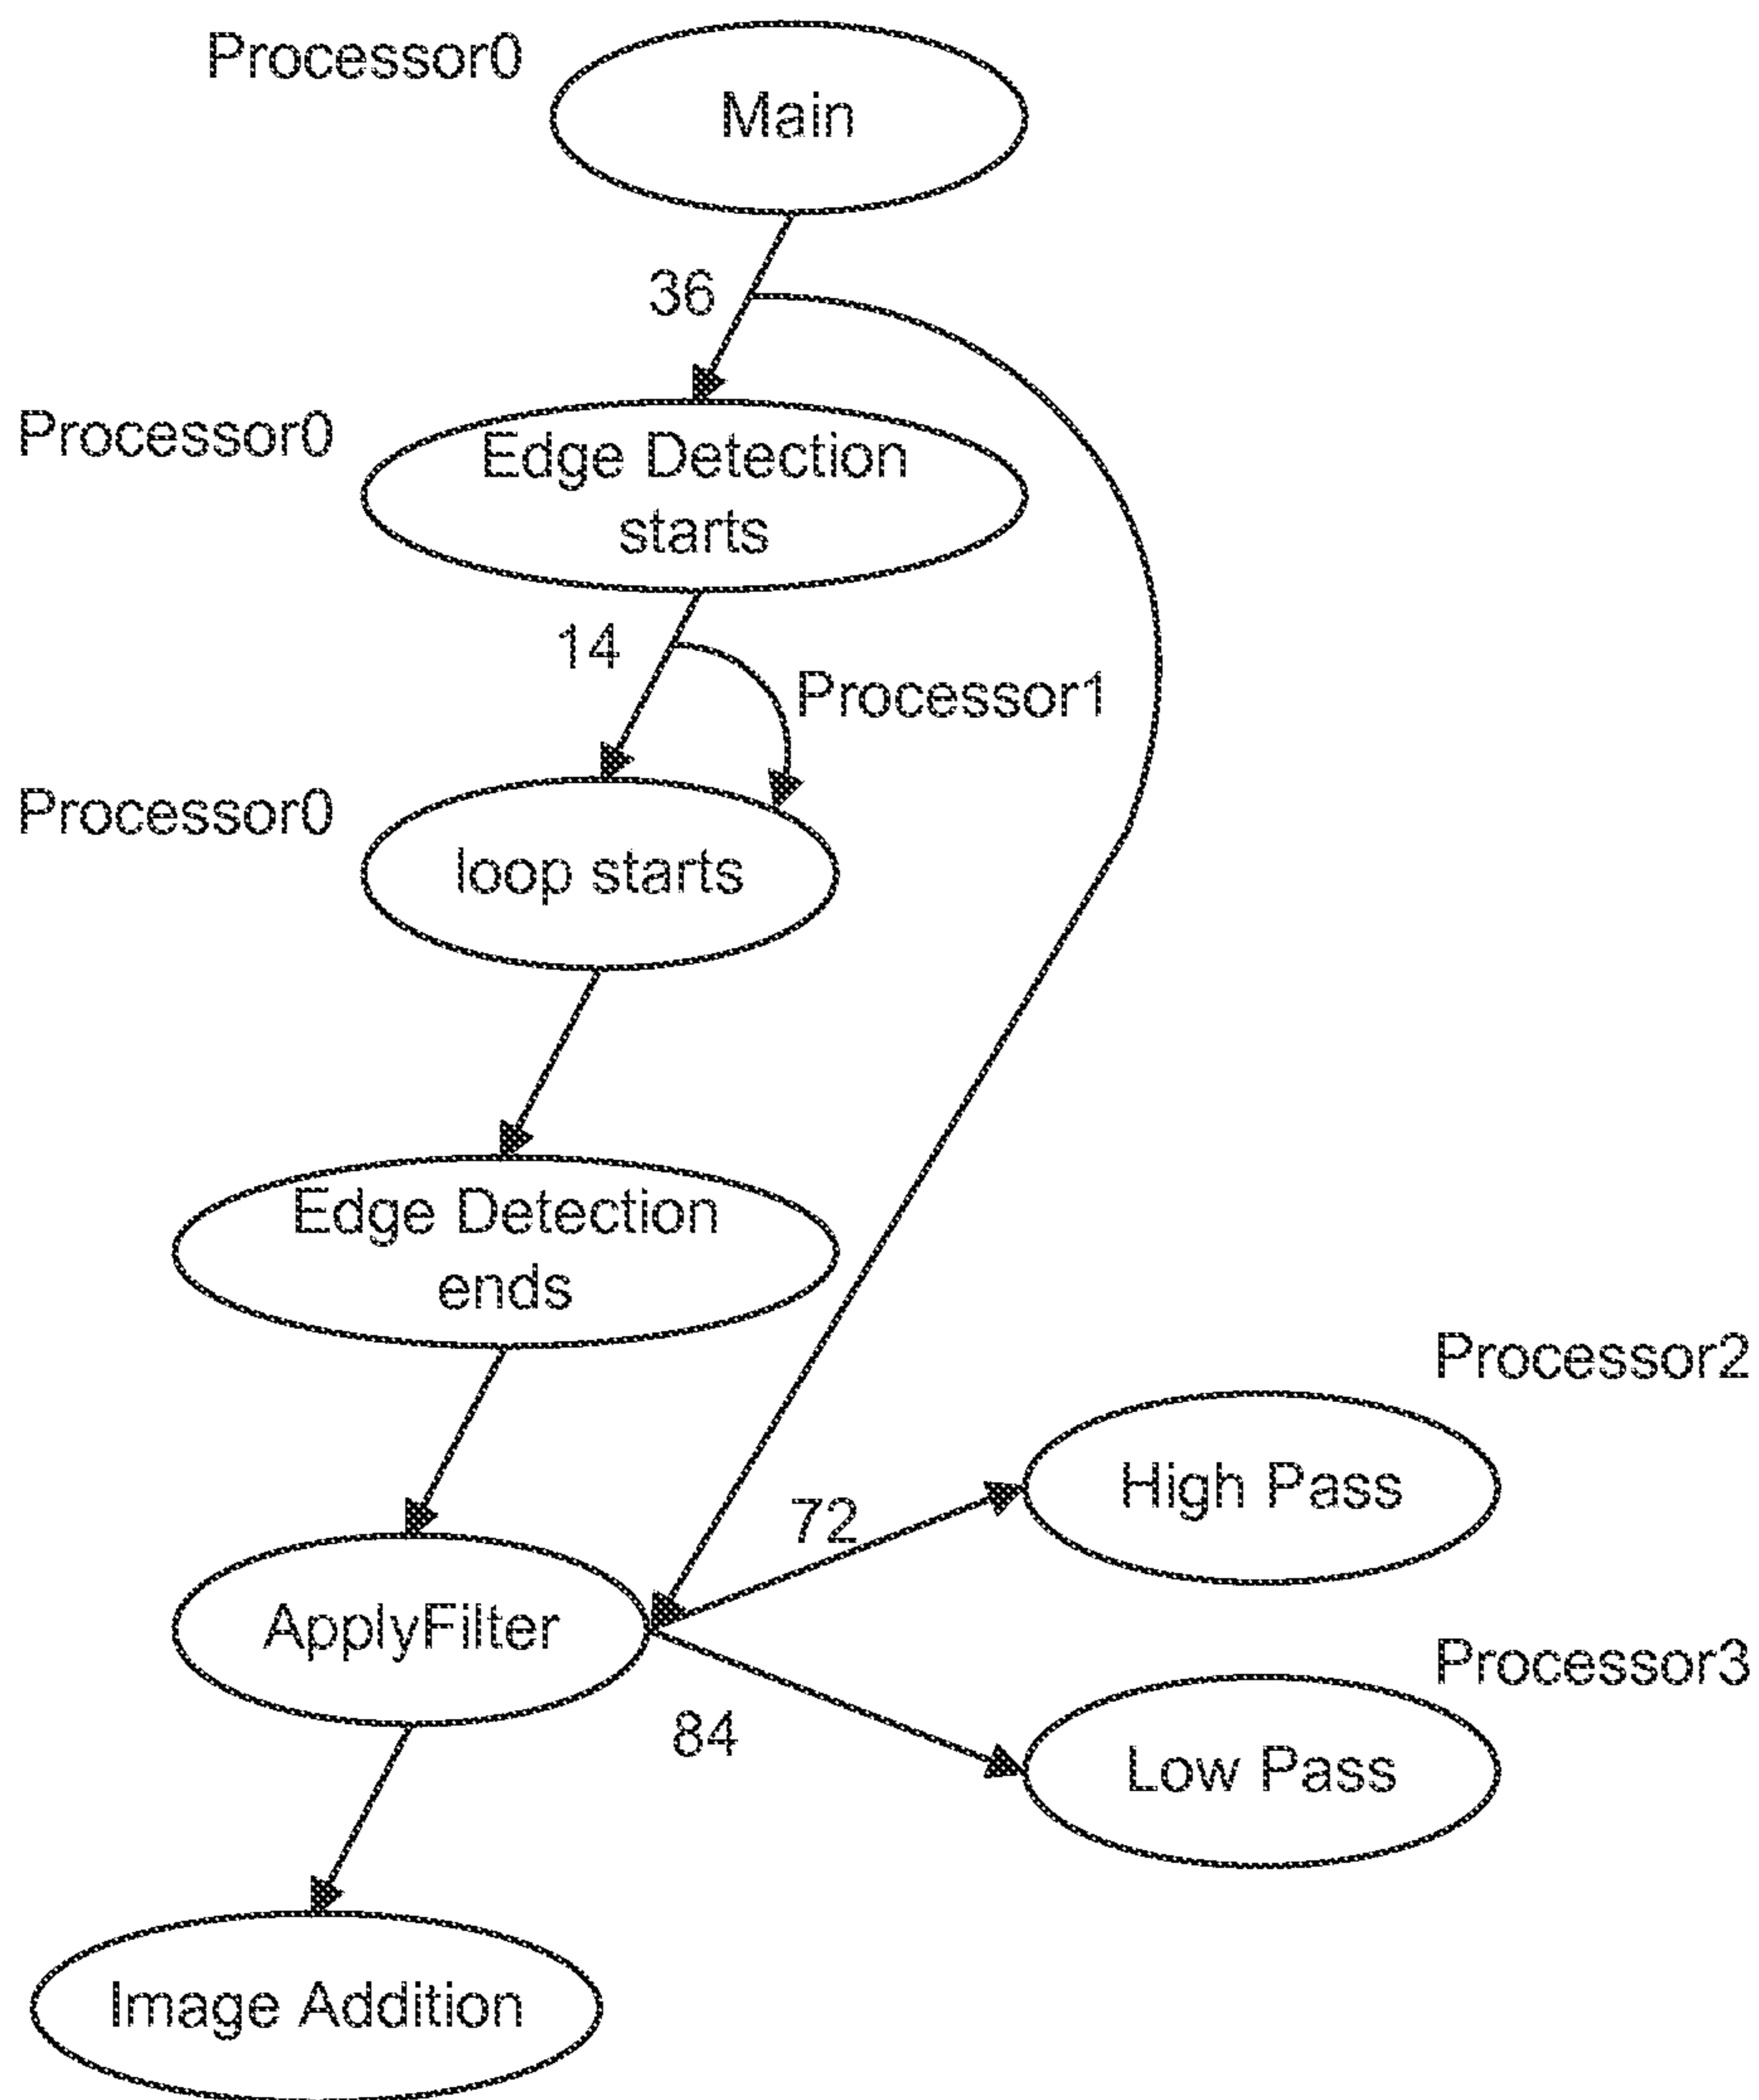 Processor0
Main
36
Processor0
Edge Detection
starts
14
Processor1
Processor0
loop starts
Edge Detection
ends
Processor2
High Pass
72
ApplyFilter
Processor3
84
Low Pass
Image Addition